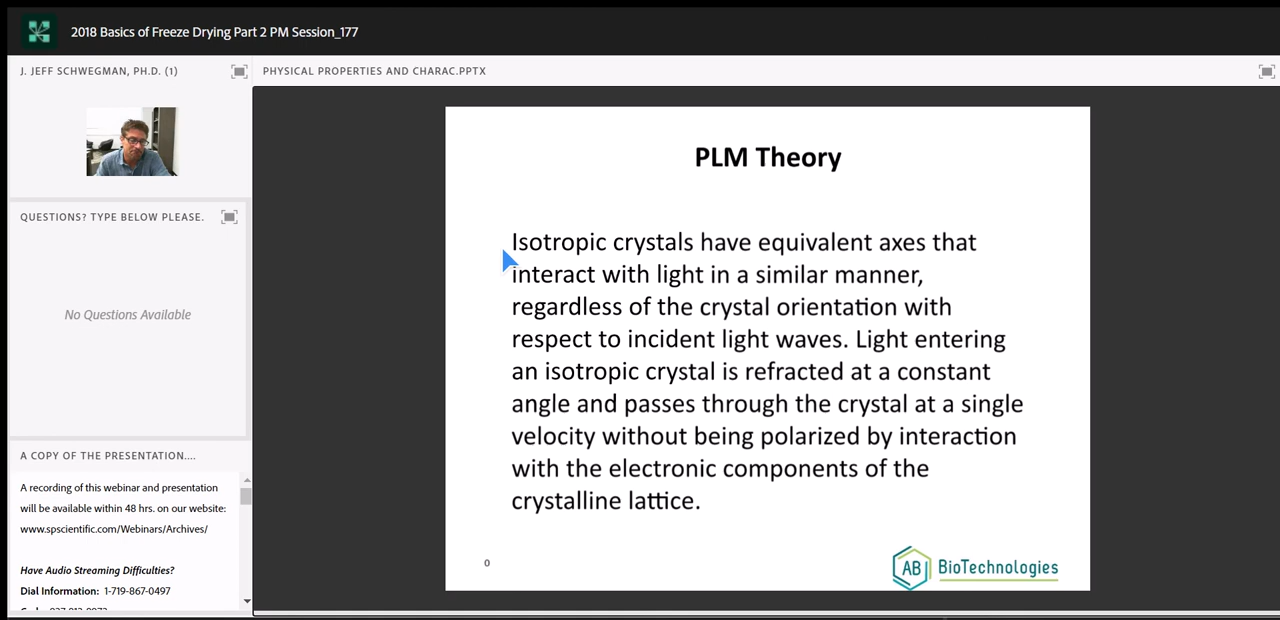 2018 Basics of Freeze Drying Part 2 PM Session_177
J. JEFF SCHWEGMAN, PH.D. (1)
PHYSICAL PROPERTIES AND CHARAC.PPTX
QUESTIONS? TYPE BELOW PLEASE.
No Questions Available
A COPY OF THE PRESENTATION....
A recording of this webinar and presentation
will be available within 48 hrs. on our website:
www.spscientific.com/Webinars/Archives/
Have Audio Streaming Difficulties?
Dial Information: 1-719-867-0497
PLM Theory
Isotropic crystals have equivalent axes that
interact with light in a similar manner,
regardless of the crystal orientation with
respect to incident light waves. Light entering
an isotropic crystal is refracted at a constant
angle and passes through the crystal at a single
velocity without being polarized by interaction
with the electronic components of the
crystalline lattice.
0
AB BioTechnologies